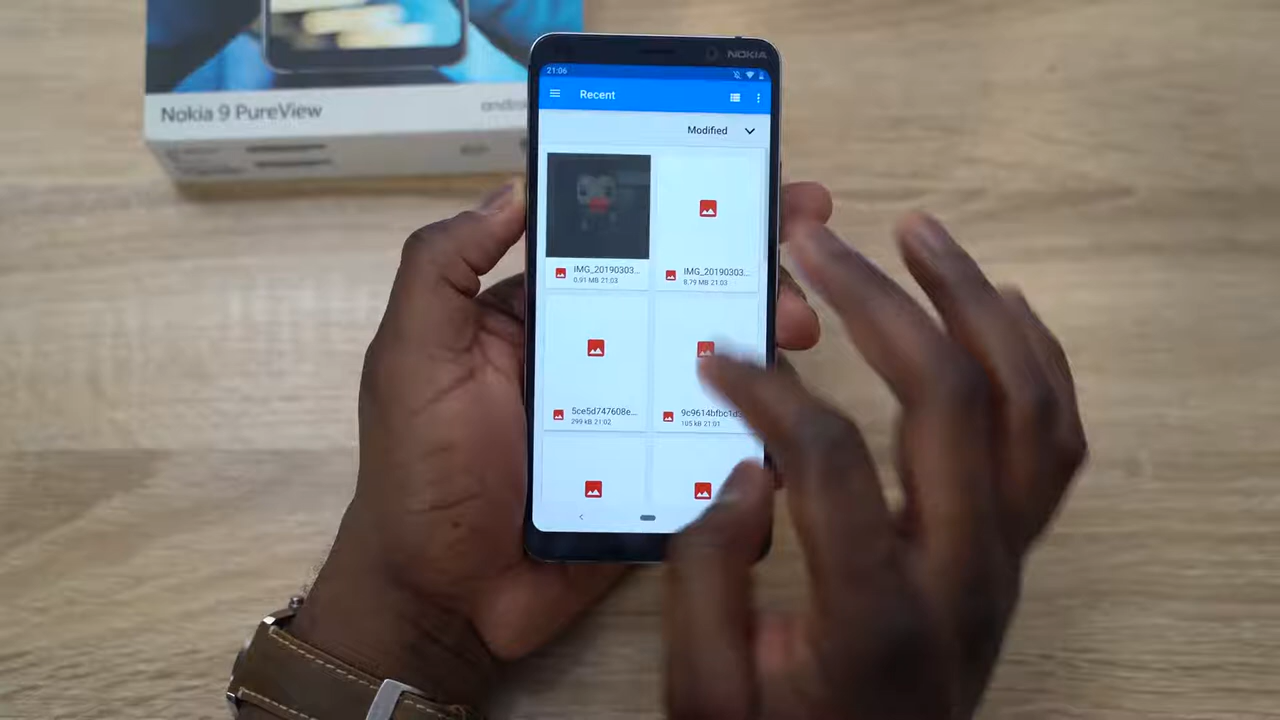 Nokia 9 PureView
android
NOKIA
21:06
Recent
Modified
IMG_20190303...
0.91 MB 21:03
IMG_20190303...
8.79 MB 21:03
5ce5d747608e...
299 kB 21:02
9c9614bfbc1d...
105 kB 21:01